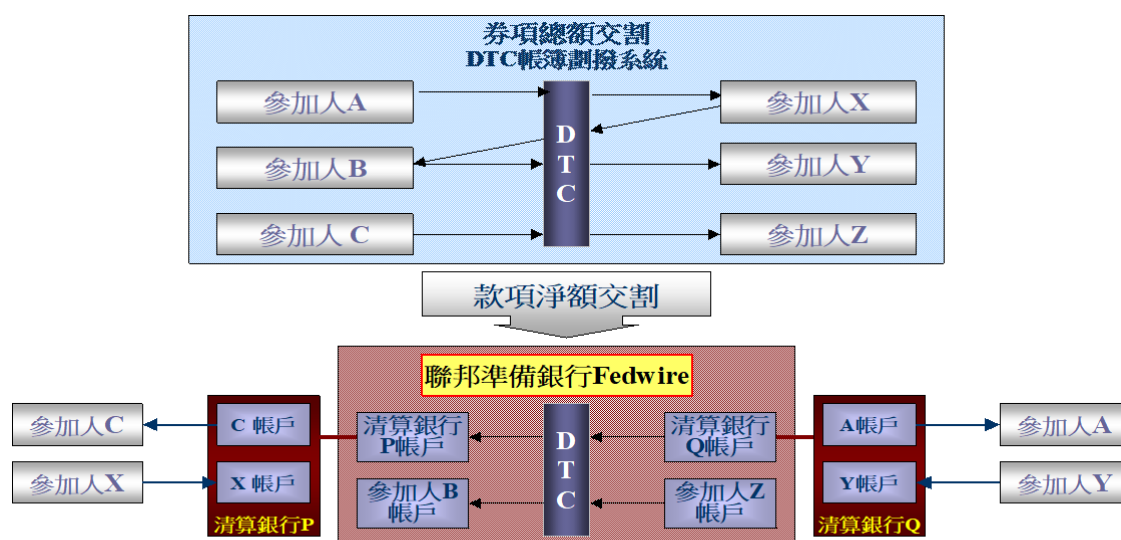 券項總額交割
DTC帳簿劃撥系統
參加人A
參加人X
參加人B
DTC
參加人Y
參加人 C
參加人Z
款項淨額交割
聯邦準備銀行Fedwire
參加人C
C 帳戶
清算銀行
P帳戶
DTC
清算銀行
Q帳戶
A帳戶
參加人A
參加人X
X 帳戶
參加人B
帳戶
參加人Z
帳戶
Y帳戶
參加人Y
清算銀行P
清算銀行Q